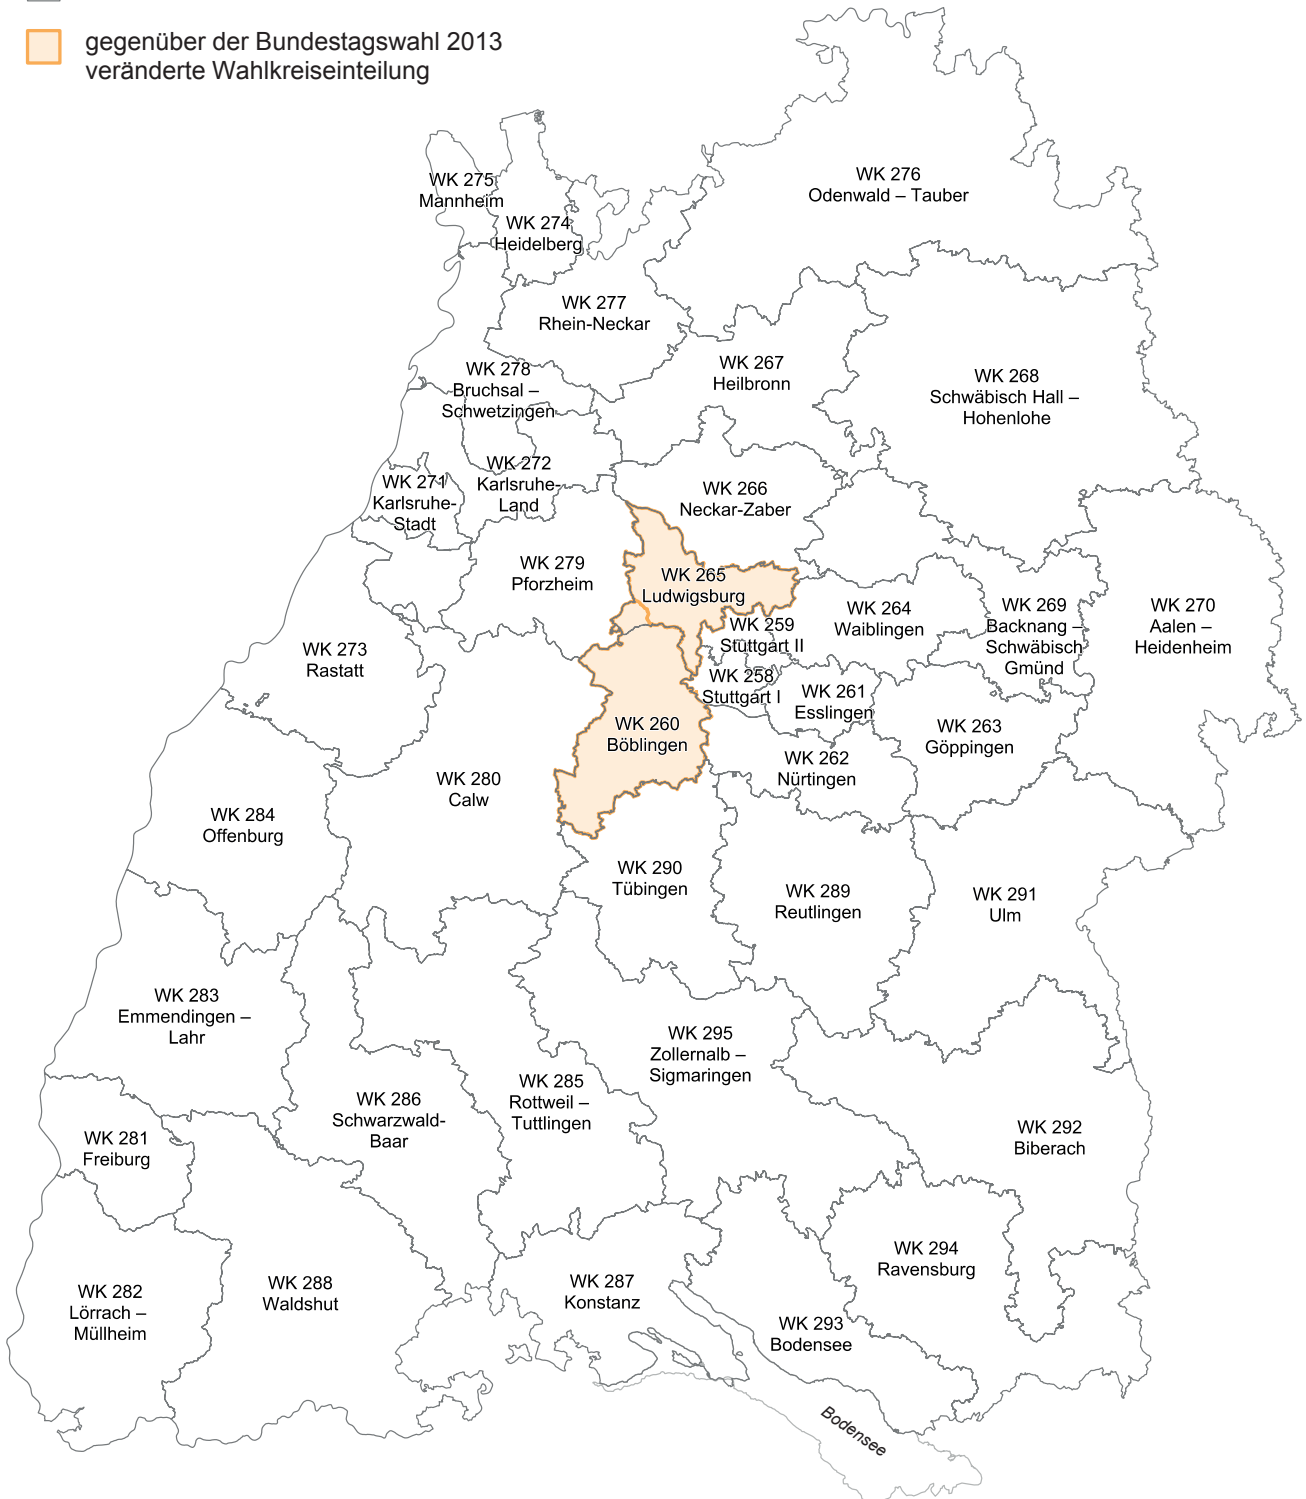 gegenüber der Bundestagswahl 2013
veränderte Wahlkreiseinteilung
WK 275
Mannheim
WK 274
Heidelberg
WK 276
Odenwald – Tauber
WK 277
Rhein-Neckar
WK 278
Bruchsal –
Schwetzingen
WK 267
Heilbronn
WK 268
Schwäbisch Hall –
Hohenlohe
WK 271
Karlsruhe-
Stadt
WK 272
Karlsruhe-
Land
WK 266
Neckar-Zaber
WK 279
Pforzheim
WK 265
Ludwigsburg
WK 264
Waiblingen
WK 269
Backnang –
Schwäbisch
Gmünd
WK 270
Aalen –
Heidenheim
WK 259
Stuttgart II
WK 273
Rastatt
WK 258
Stuttgart I
WK 261
Esslingen
WK 260
Böblingen
WK 263
Göppingen
WK 262
Nürtingen
WK 280
Calw
WK 284
Offenburg
WK 290
Tübingen
WK 289
Reutlingen
WK 291
Ulm
WK 283
Emmendingen –
Lahr
WK 295
Zollernalb –
Sigmaringen
WK 286
Schwarzwald-
Baar
WK 285
Rottweil –
Tuttlingen
WK 281
Freiburg
WK 292
Biberach
WK 282
Lörrach –
Müllheim
WK 288
Waldshut
WK 287
Konstanz
WK 294
Ravensburg
WK 293
Bodensee
Bodensee